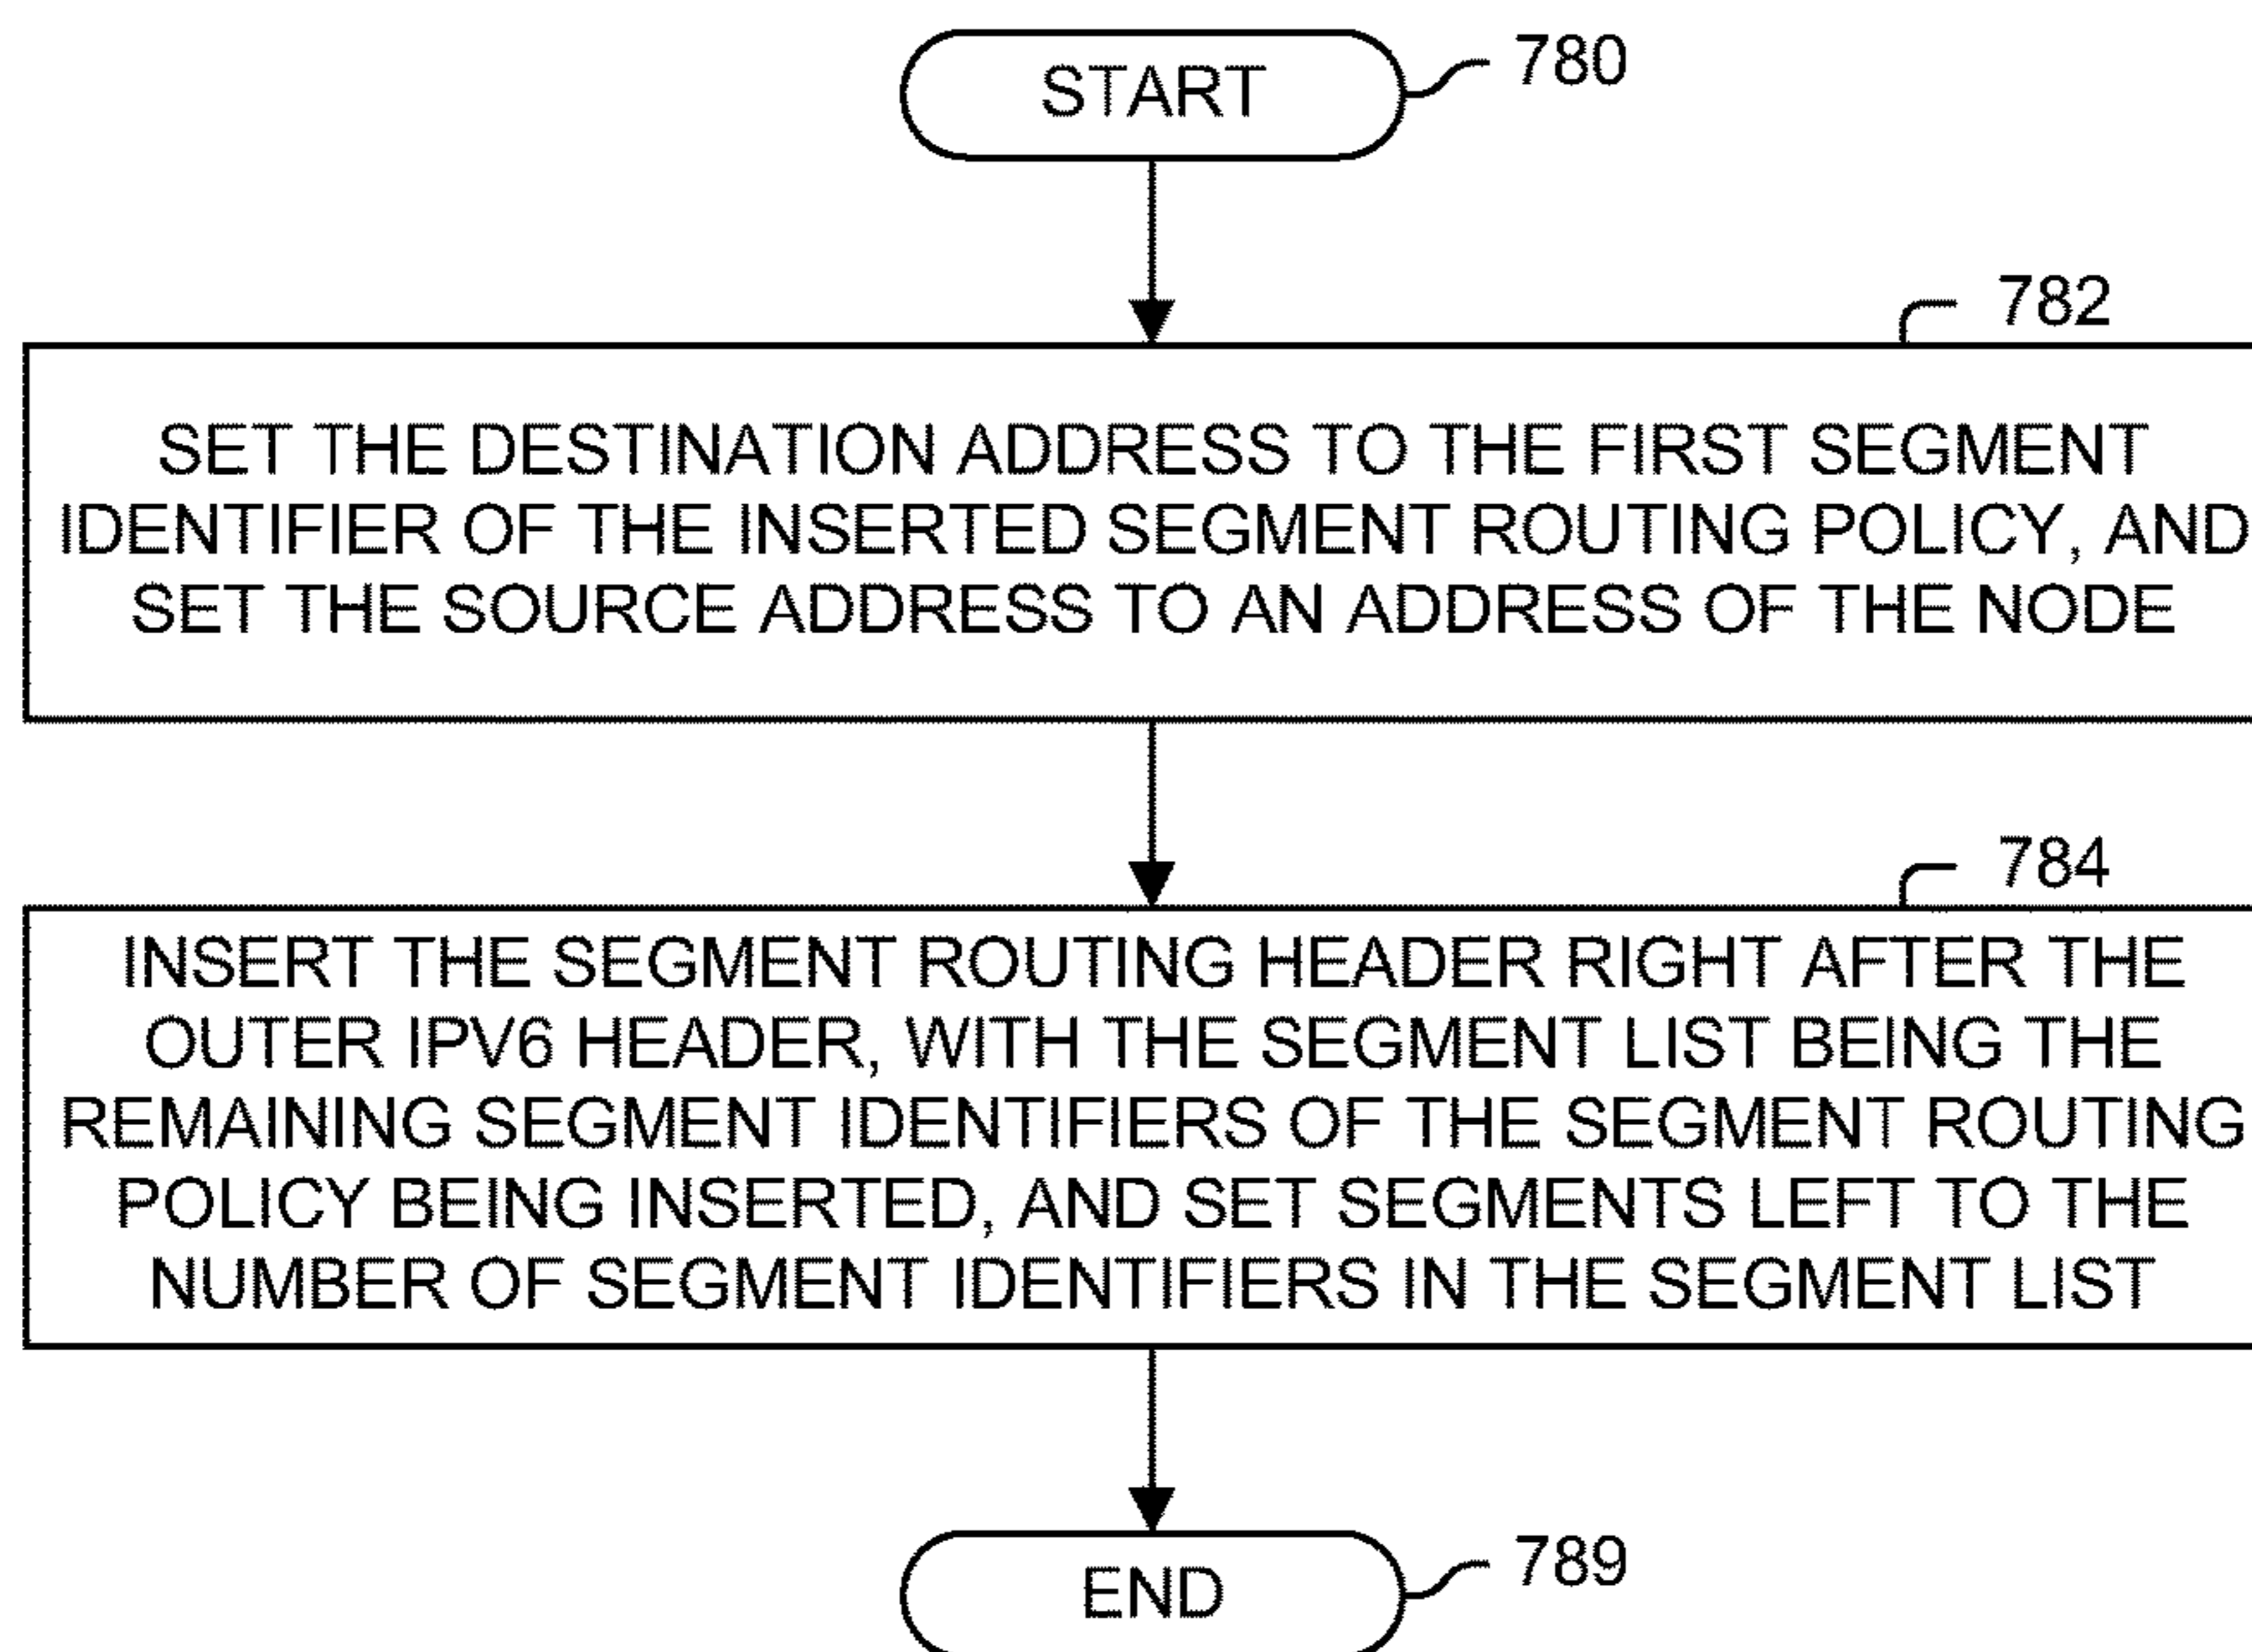 START
780
782
SET THE DESTINATION ADDRESS TO THE FIRST SEGMENT
IDENTIFIER OF THE INSERTED SEGMENT ROUTING POLICY, AND
SET THE SOURCE ADDRESS TO AN ADDRESS OF THE NODE
784
INSERT THE SEGMENT ROUTING HEADER RIGHT AFTER THE
OUTER IPV6 HEADER, WITH THE SEGMENT LIST BEING THE
REMAINING SEGMENT IDENTIFIERS OF THE SEGMENT ROUTING
POLICY BEING INSERTED, AND SET SEGMENTS LEFT TO THE
NUMBER OF SEGMENT IDENTIFIERS IN THE SEGMENT LIST
END
789